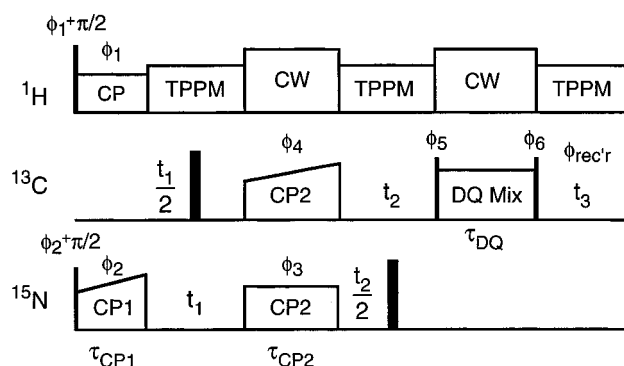 ϕ₁+π/2
ϕ₁
¹H
CP
TPPM
CW
TPPM
CW
TPPM
ϕ₄
ϕ₅
ϕ₆
ϕrec'r
¹³C
t₁/2
CP2
t₂
DQ Mix
t₃
τDQ
ϕ₂+π/2
ϕ₂
ϕ₃
¹⁵N
CP1
t₁
CP2
t₂/2
τCP1
τCP2